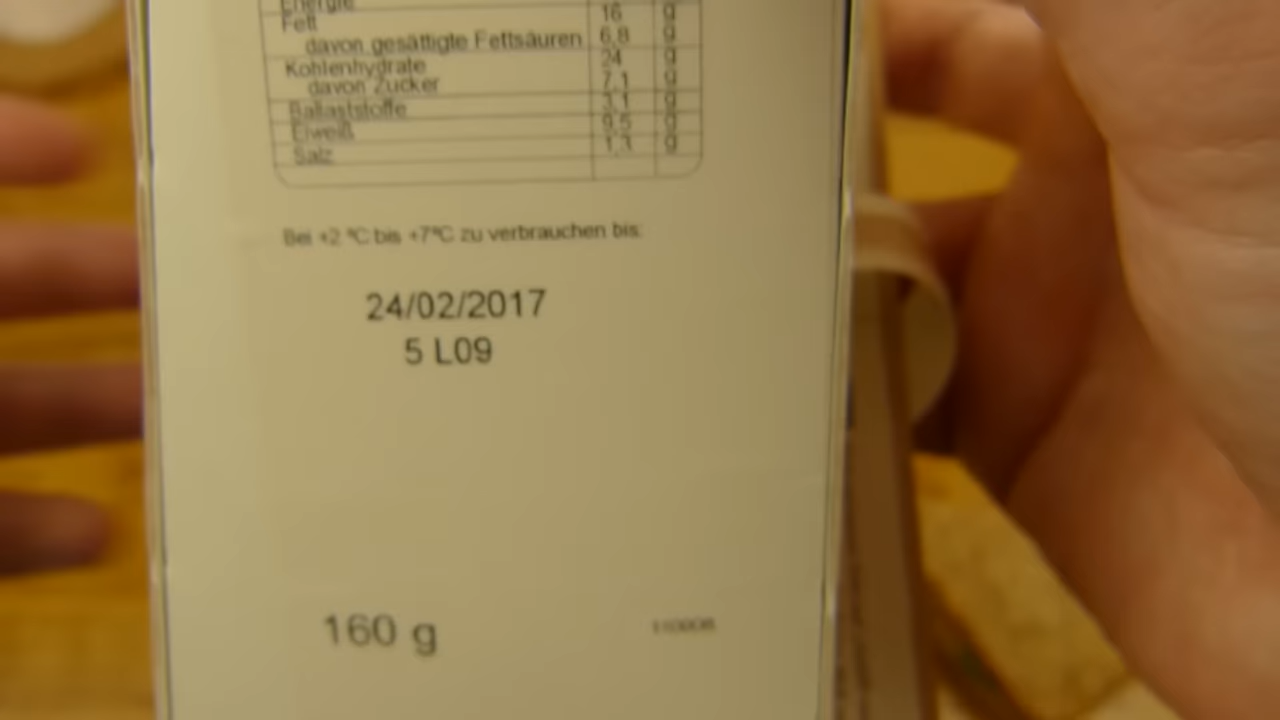 Energie
Fett 16 g
davon gesättigte Fettsäuren 6,8 g
Kohlenhydrate 24 g
davon Zucker 7,1 g
Ballaststoffe 3,1 g
Eiweiß 9,5 g
Salz 1,3 g
Bei +2 °C bis +7°C zu verbrauchen bis:
24/02/2017
5 L09
160 g